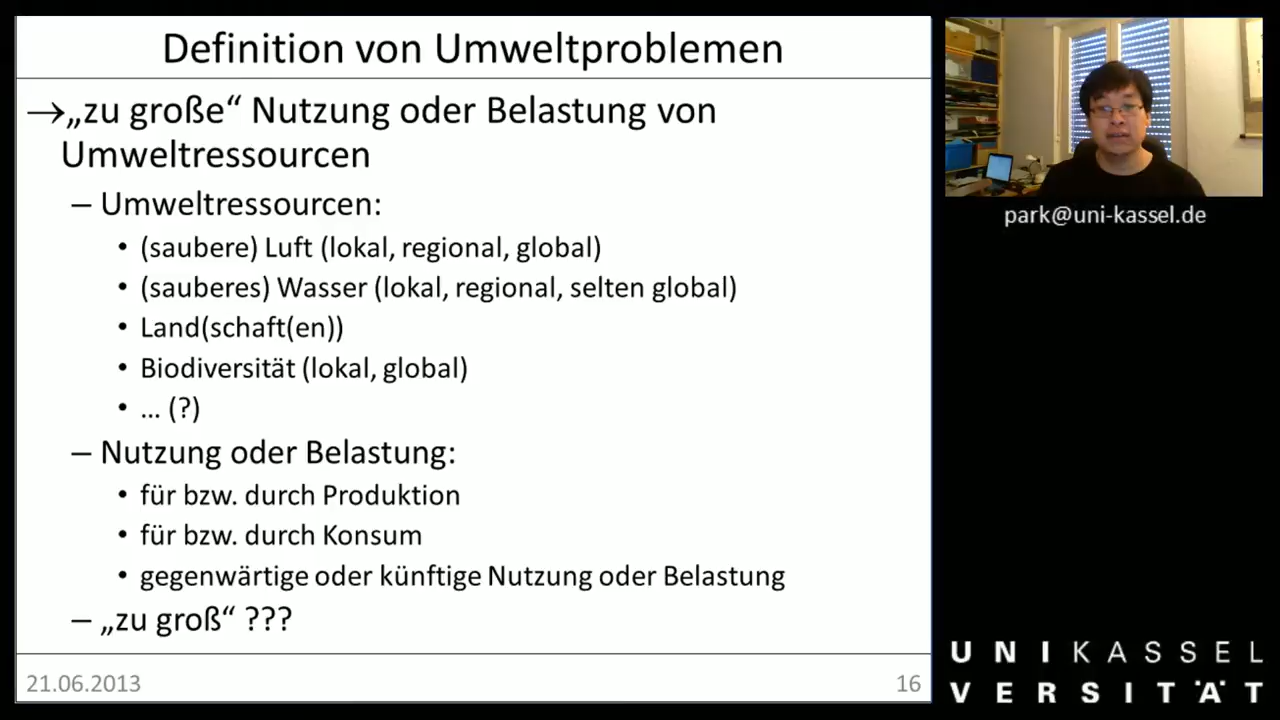 Definition von Umweltproblemen
→„zu große“ Nutzung oder Belastung von
Umweltressourcen
– Umweltressourcen:
• (saubere) Luft (lokal, regional, global)
• (sauberes) Wasser (lokal, regional, selten global)
• Land(schaft(en))
• Biodiversität (lokal, global)
• ... (?)
– Nutzung oder Belastung:
• für bzw. durch Produktion
• für bzw. durch Konsum
• gegenwärtige oder künftige Nutzung oder Belastung
– „zu groß“ ???
21.06.2013
16
park@uni-kassel.de
UNIKASSEL
VERSITÄT